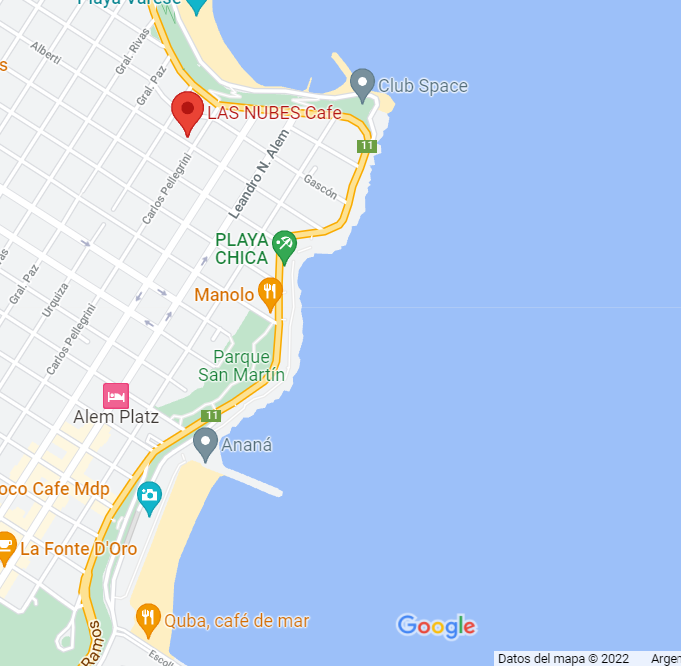 Playa Varese
Alberti
Gral. Rivas
Gral. Paz
s
Club Space
LAS NUBES Cafe
11
Leandro N. Alem
Carlos Pellegrini
Gascón
PLAYA
CHICA
as
Gral. Paz
Urquiza
Manolo
Carlos Pellegrini
Parque
San Martín
Alem Platz
11
Ananá
oco Cafe Mdp
La Fonte D'Oro
Quba, café de mar
Google
Ramos
Escoll
Datos del mapa © 2022
Argen